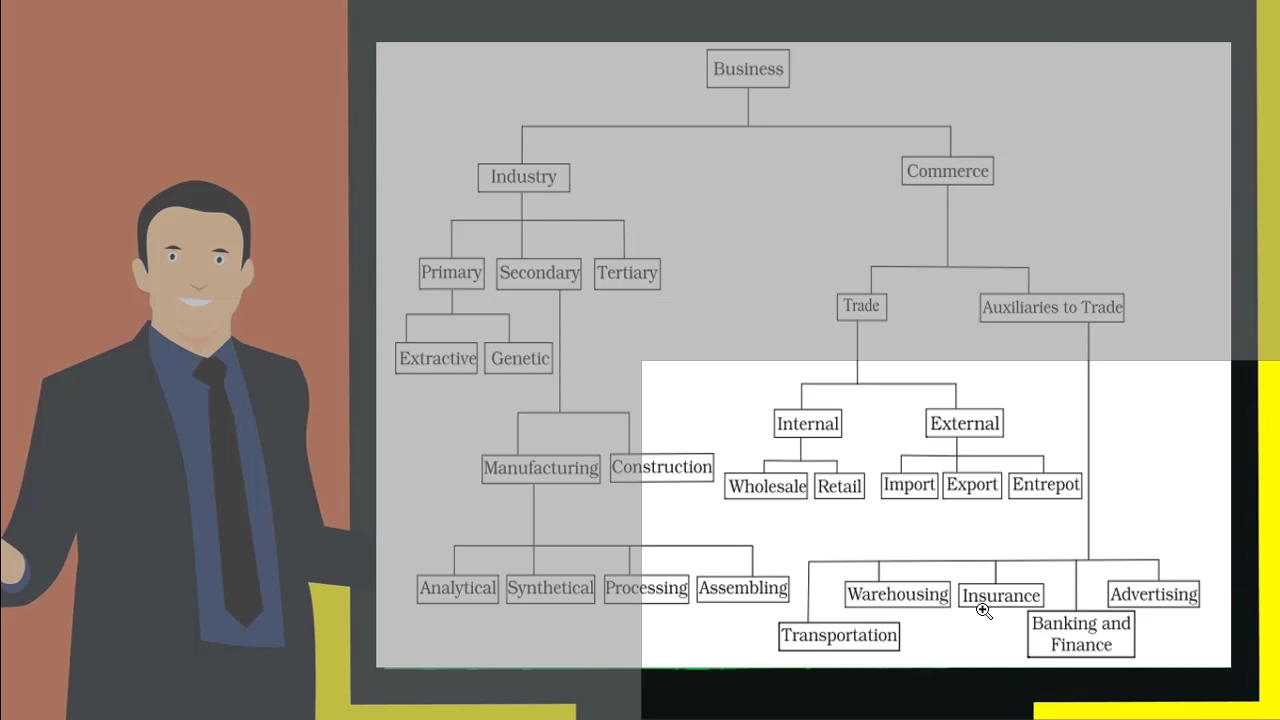 Business
Industry
Commerce
Primary
Secondary
Tertiary
Trade
Auxiliaries to Trade
Extractive
Genetic
Internal
External
Manufacturing
Construction
Wholesale
Retail
Import
Export
Entrepot
Analytical
Synthetical
Processing
Assembling
Warehousing
Insurance
Advertising
Transportation
Banking and
Finance